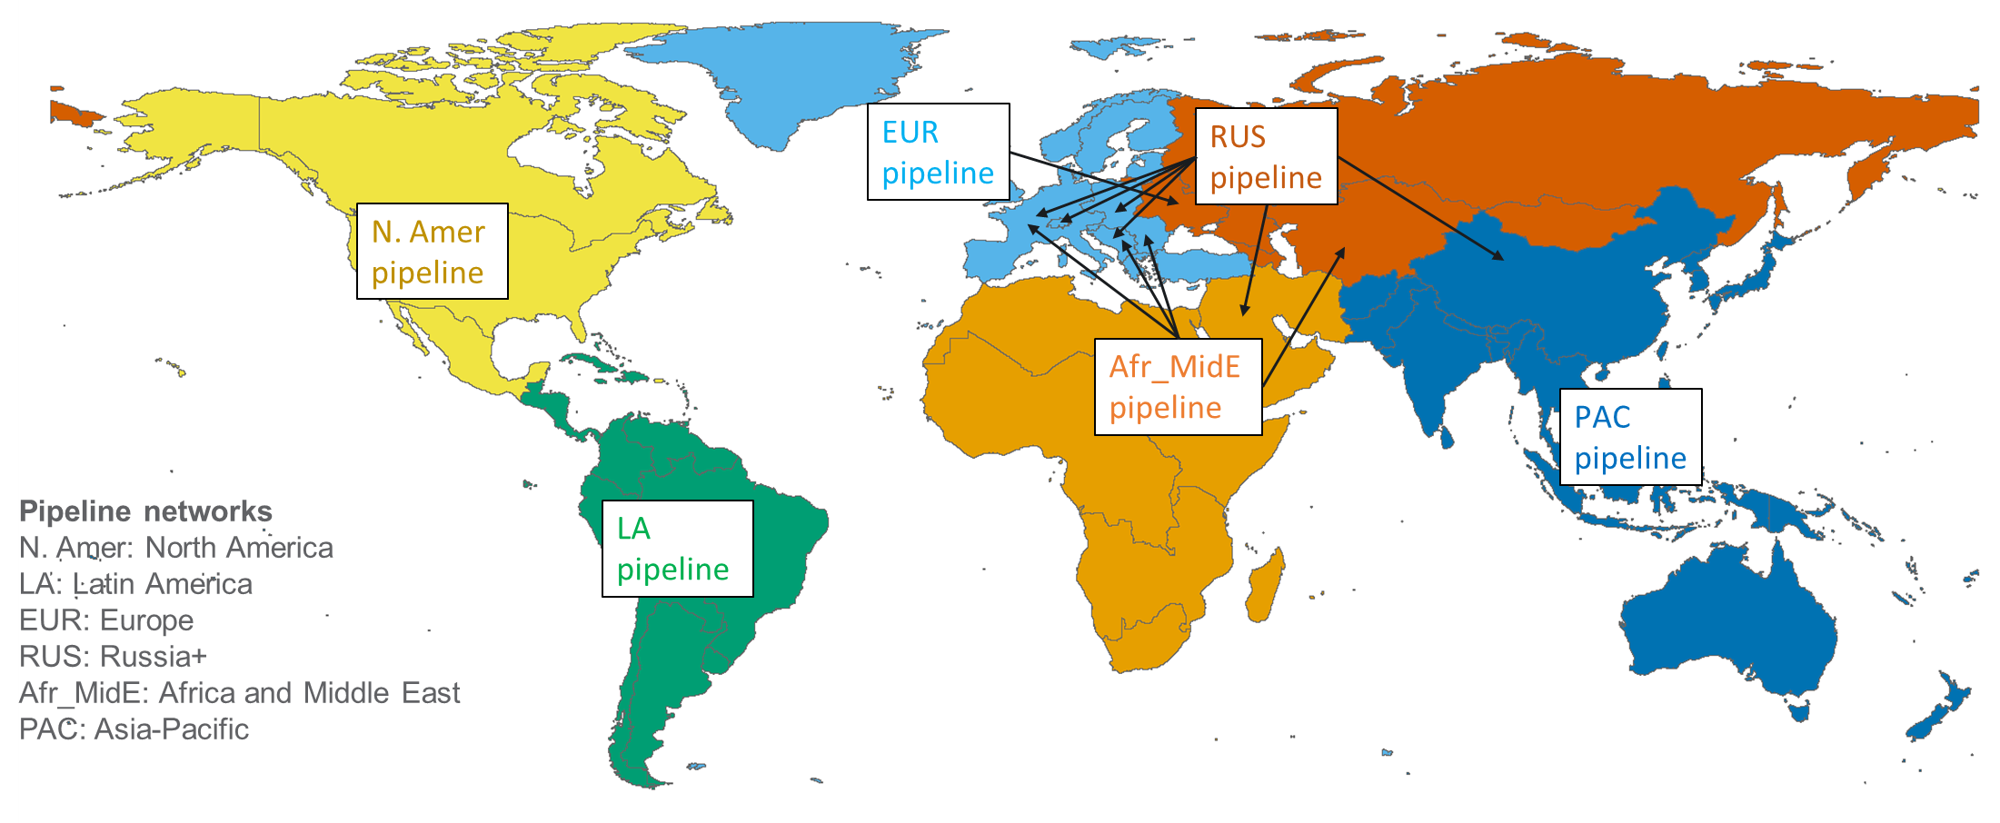 EUR
pipeline
RUS
pipeline
N. Amer
pipeline
Afr_MidE
pipeline
PAC
pipeline
LA
pipeline
Pipeline networks
N. Amer: North America
LA: Latin America
EUR: Europe
RUS: Russia+
Afr_MidE: Africa and Middle East
PAC: Asia-Pacific